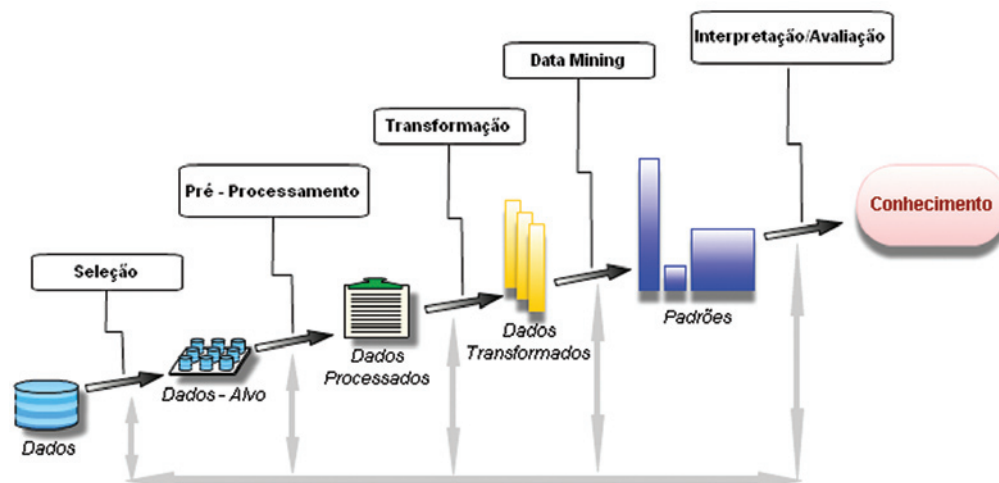 Interpretação/Avaliação
Data Mining
Transformação
Pré - Processamento
Seleção
Conhecimento
Dados
Dados - Alvo
Dados
Processados
Dados
Transformados
Padrões